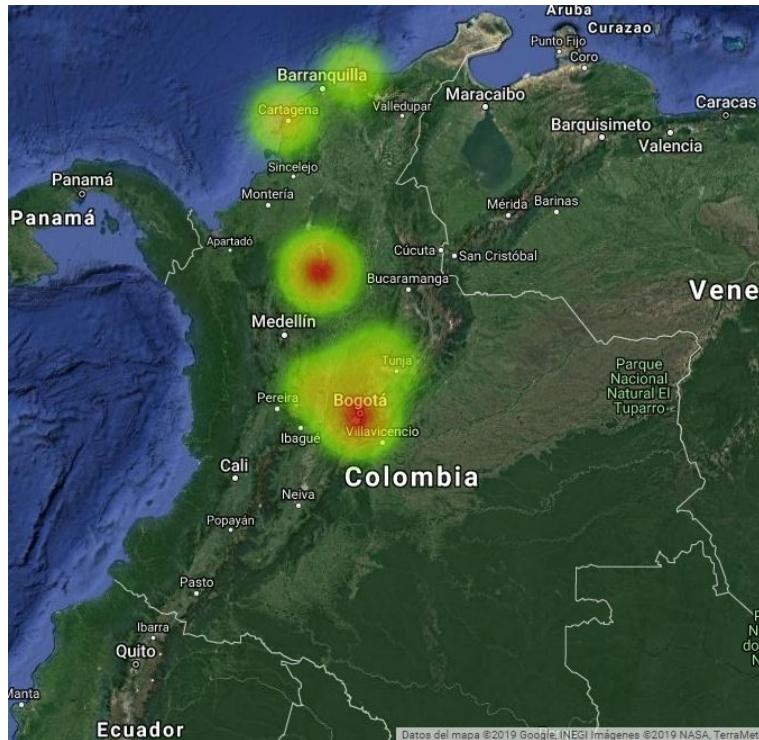 Aruba
Curazao
Punto Fijo
Coro
Barranquilla
Cartagena
Valledupar
Maracaibo
Caracas
Barquisimeto
Valencia
Sincelejo
Montería
Panamá
Panamá
Mérida
Barinas
Apartadó
Cúcuta
San Cristóbal
Bucaramanga
Vene
Medellín
Tunja
Parque
Nacional
Natural El
Tuparro
Pereira
Bogotá
Ibagué
Villavicencio
Cali
Colombia
Neiva
Popayán
Pasto
Ibarra
Quito
Manta
Ecuador
P
N
do
N
Datos del mapa ©2019 Google, INEGI Imágenes ©2019 NASA, TerraMet